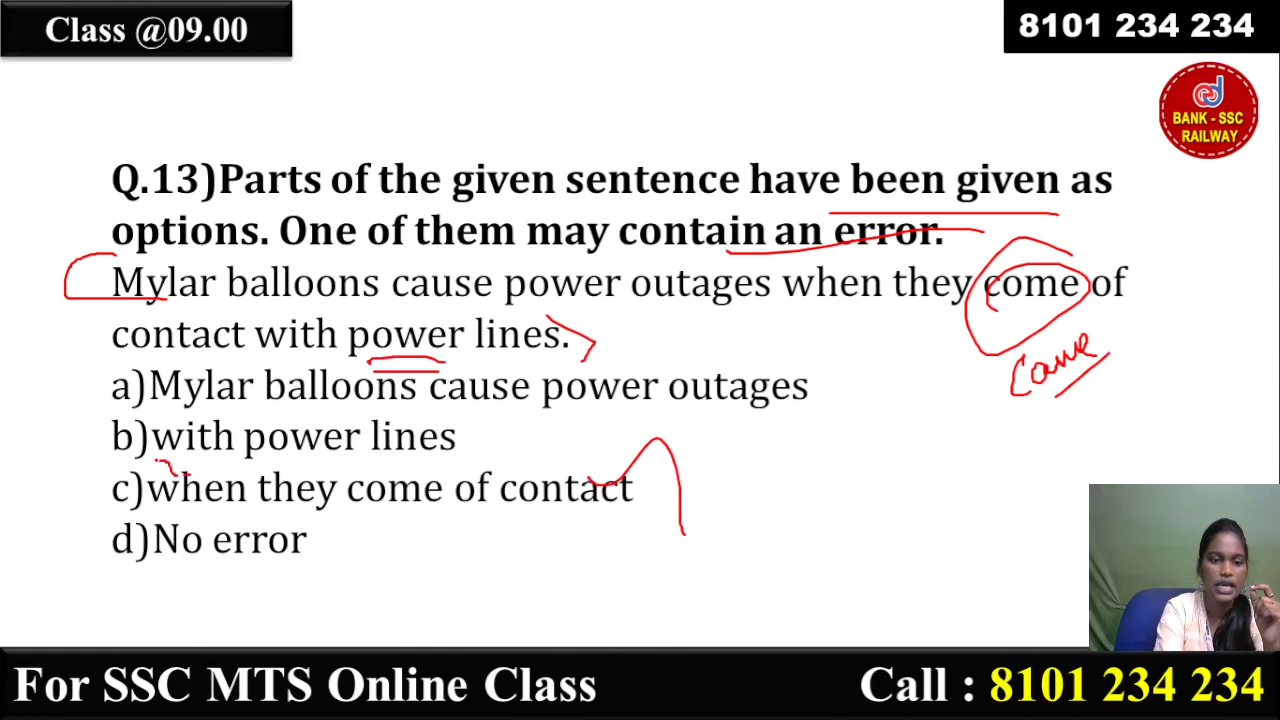 Class @09.00
8101 234 234
BANK - SSC
RAILWAY
Q.13)Parts of the given sentence have been given as
options. One of them may contain an error.
Mylar balloons cause power outages when they come of
contact with power lines.
came
a)Mylar balloons cause power outages
b)with power lines
c)when they come of contact
d)No error
For SSC MTS Online Class
Call : 8101 234 234